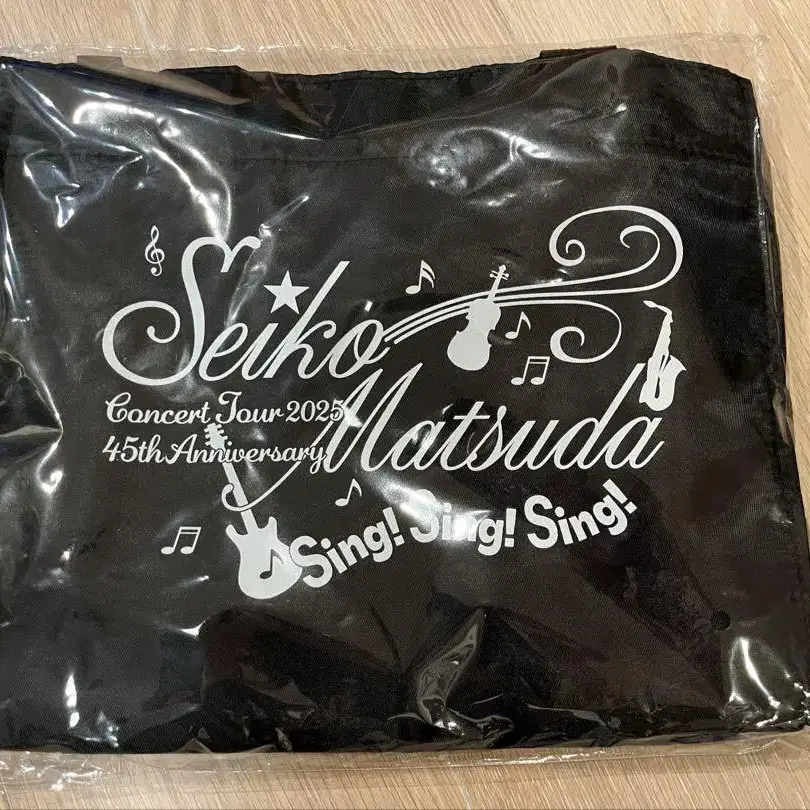 Seiko
Matsuda
Concert Tour 2025
45th Anniversary
Sing! Sing! Sing!